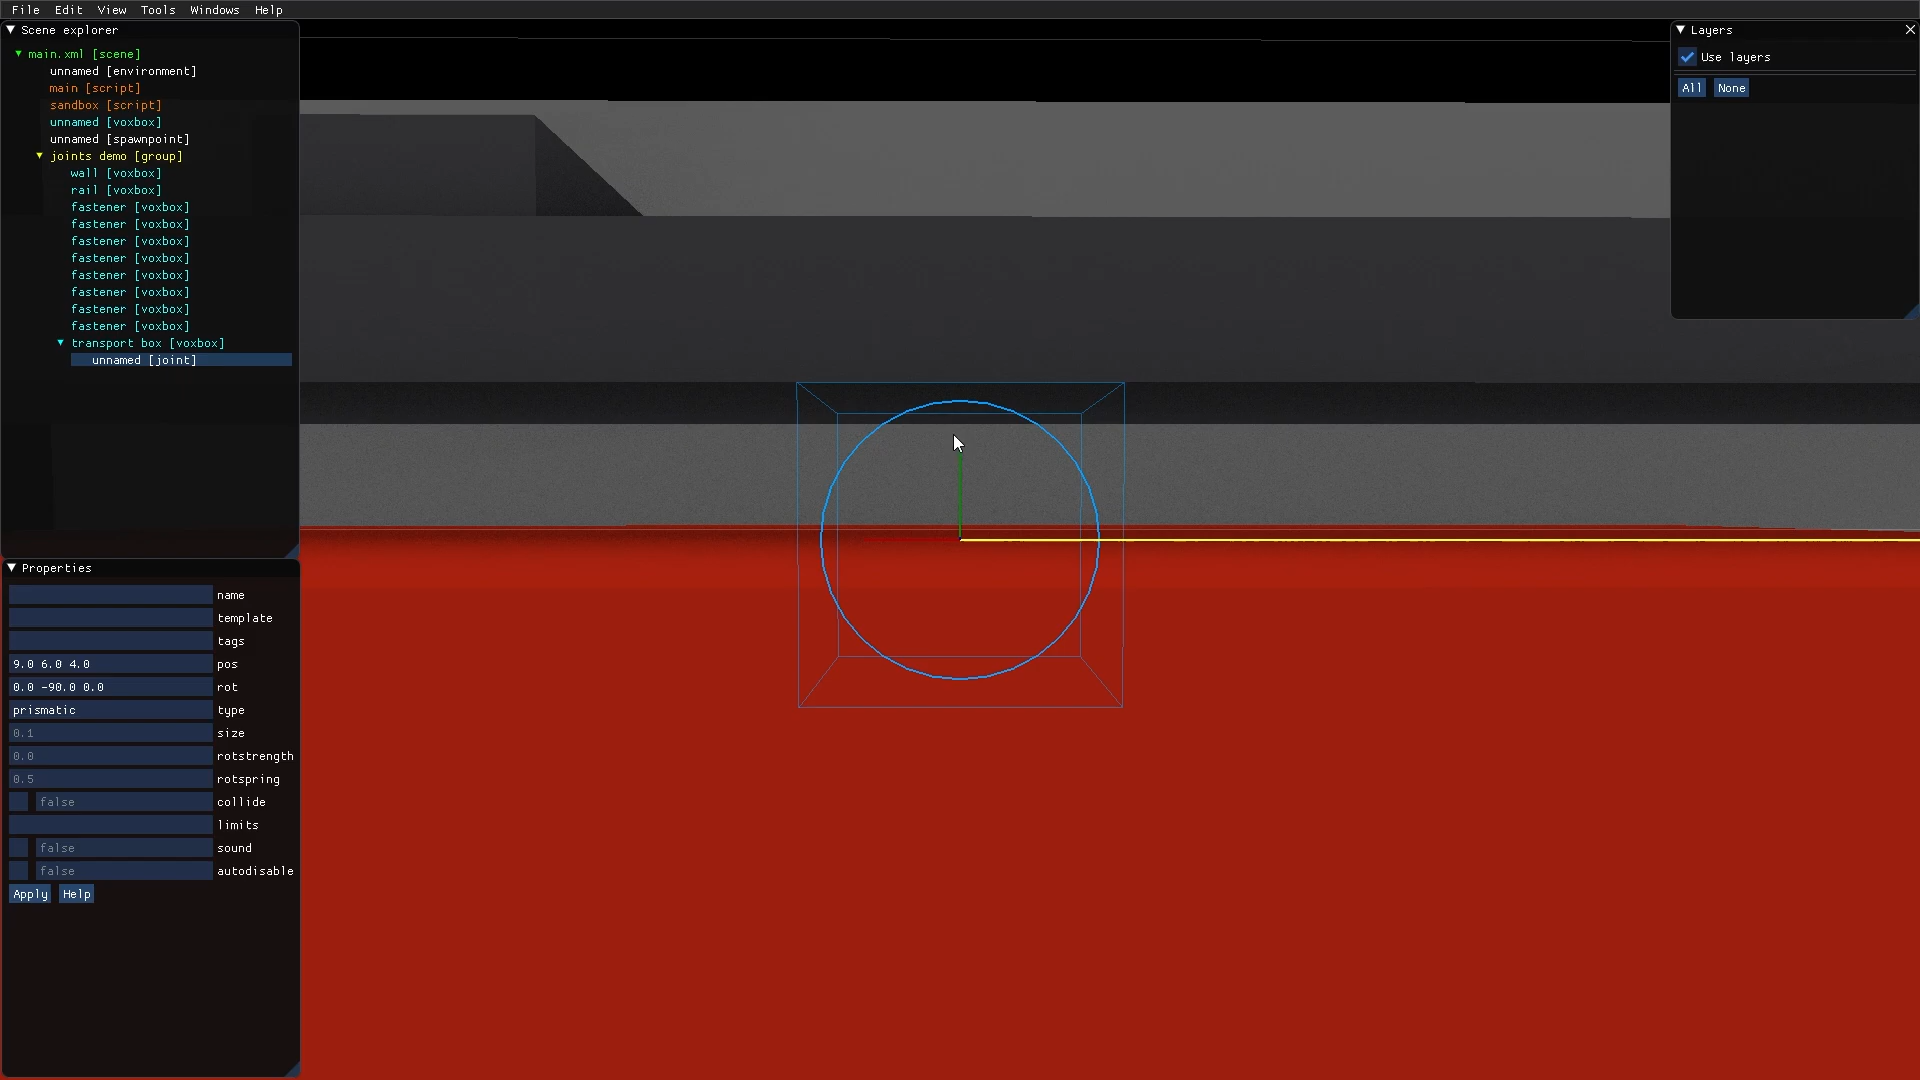 File Edit View Tools Windows Help
Scene explorer
main.xml [scene]
unnamed [environment]
main [script]
sandbox [script]
unnamed [voxbox]
unnamed [spawnpoint]
joints demo [group]
wall [voxbox]
rail [voxbox]
fastener [voxbox]
fastener [voxbox]
fastener [voxbox]
fastener [voxbox]
fastener [voxbox]
fastener [voxbox]
fastener [voxbox]
fastener [voxbox]
transport box [voxbox]
unnamed [joint]
Properties
name
template
tags
9.0 6.0 4.0 pos
0.0 -90.0 0.0 rot
prismatic type
0.1 size
0.0 rotstrength
0.5 rotspring
false collide
limits
false sound
false autodisable
Apply Help
Layers
Use layers
All None